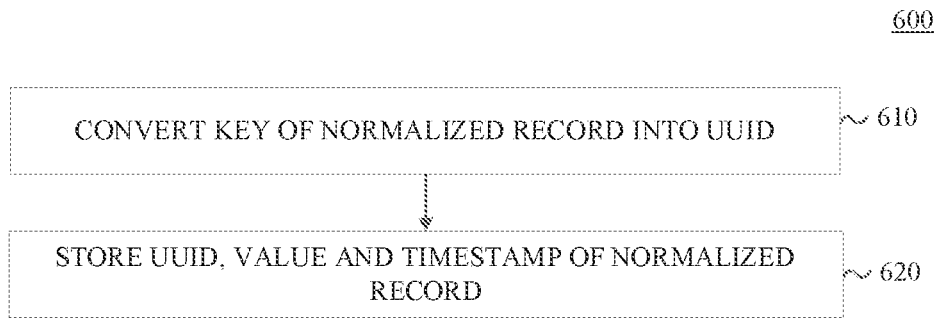 600
CONVERT KEY OF NORMALIZED RECORD INTO UUID
610
STORE UUID, VALUE AND TIMESTAMP OF NORMALIZED
RECORD
620